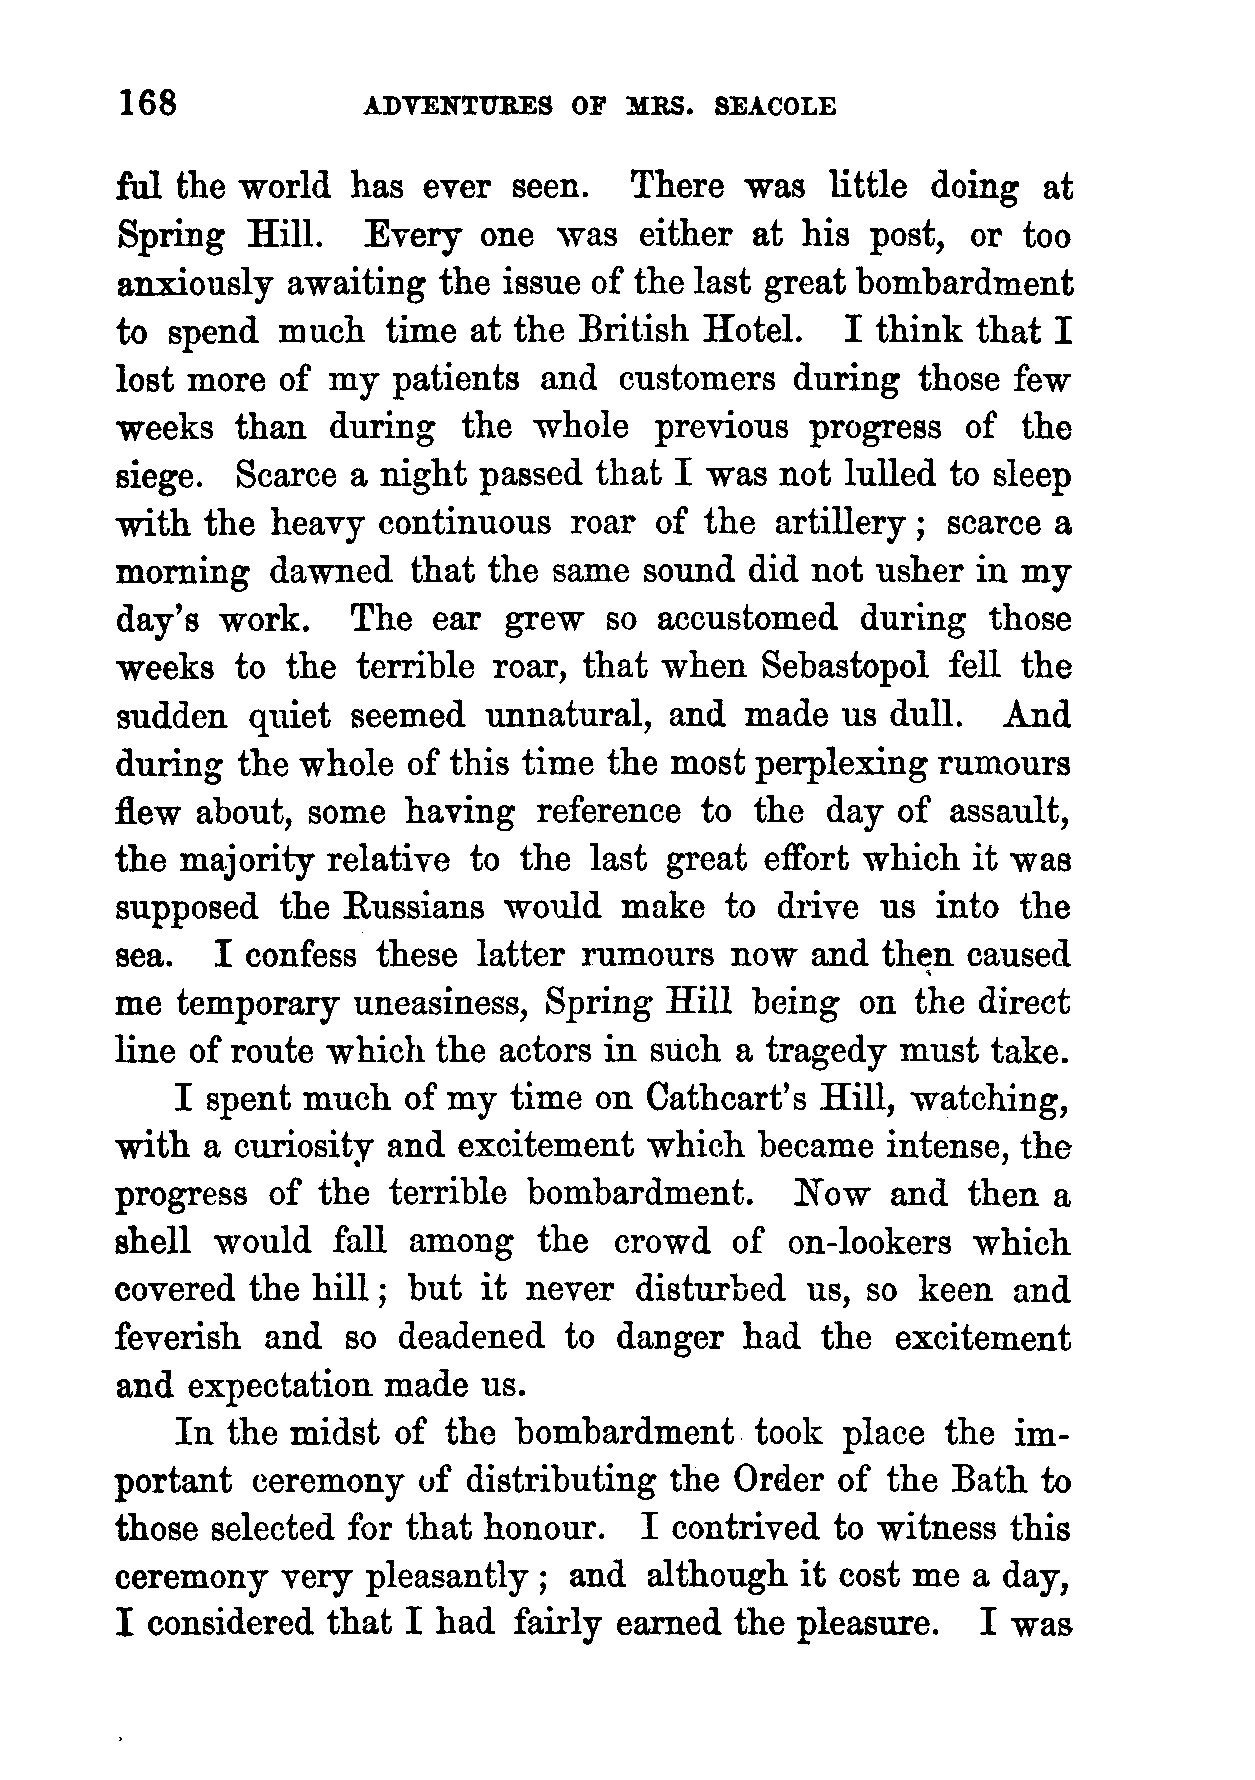 168 ADVENTURES OF MRS. SEACOLE
ful the world has ever seen. There was little doing at
Spring Hill. Every one was either at his post, or too
anxiously awaiting the issue of the last great bombardment
to spend much time at the British Hotel. I think that I
lost more of my patients and customers during those few
weeks than during the whole previous progress of the
siege. Scarce a night passed that I was not lulled to sleep
with the heavy continuous roar of the artillery ; scarce a
morning dawned that the same sound did not usher in my
day's work. The ear grew so accustomed during those
weeks to the terrible roar, that when Sebastopol fell the
sudden quiet seemed unnatural, and made us dull. And
during the whole of this time the most perplexing rumours
flew about, some having reference to the day of assault,
the majority relative to the last great effort which it was
supposed the Russians would make to drive us into the
sea. I confess these latter rumours now and then caused
me temporary uneasiness, Spring Hill being on the direct
line of route which the actors in such a tragedy must take.
I spent much of my time on Cathcart's Hill, watching,
with a curiosity and excitement which became intense, the
progress of the terrible bombardment. Now and then a
shell would fall among the crowd of on-lookers which
covered the hill ; but it never disturbed us, so keen and
feverish and so deadened to danger had the excitement
and expectation made us.
In the midst of the bombardment took place the im-
portant ceremony of distributing the Order of the Bath to
those selected for that honour. I contrived to witness this
ceremony very pleasantly ; and although it cost me a day,
I considered that I had fairly earned the pleasure. I was